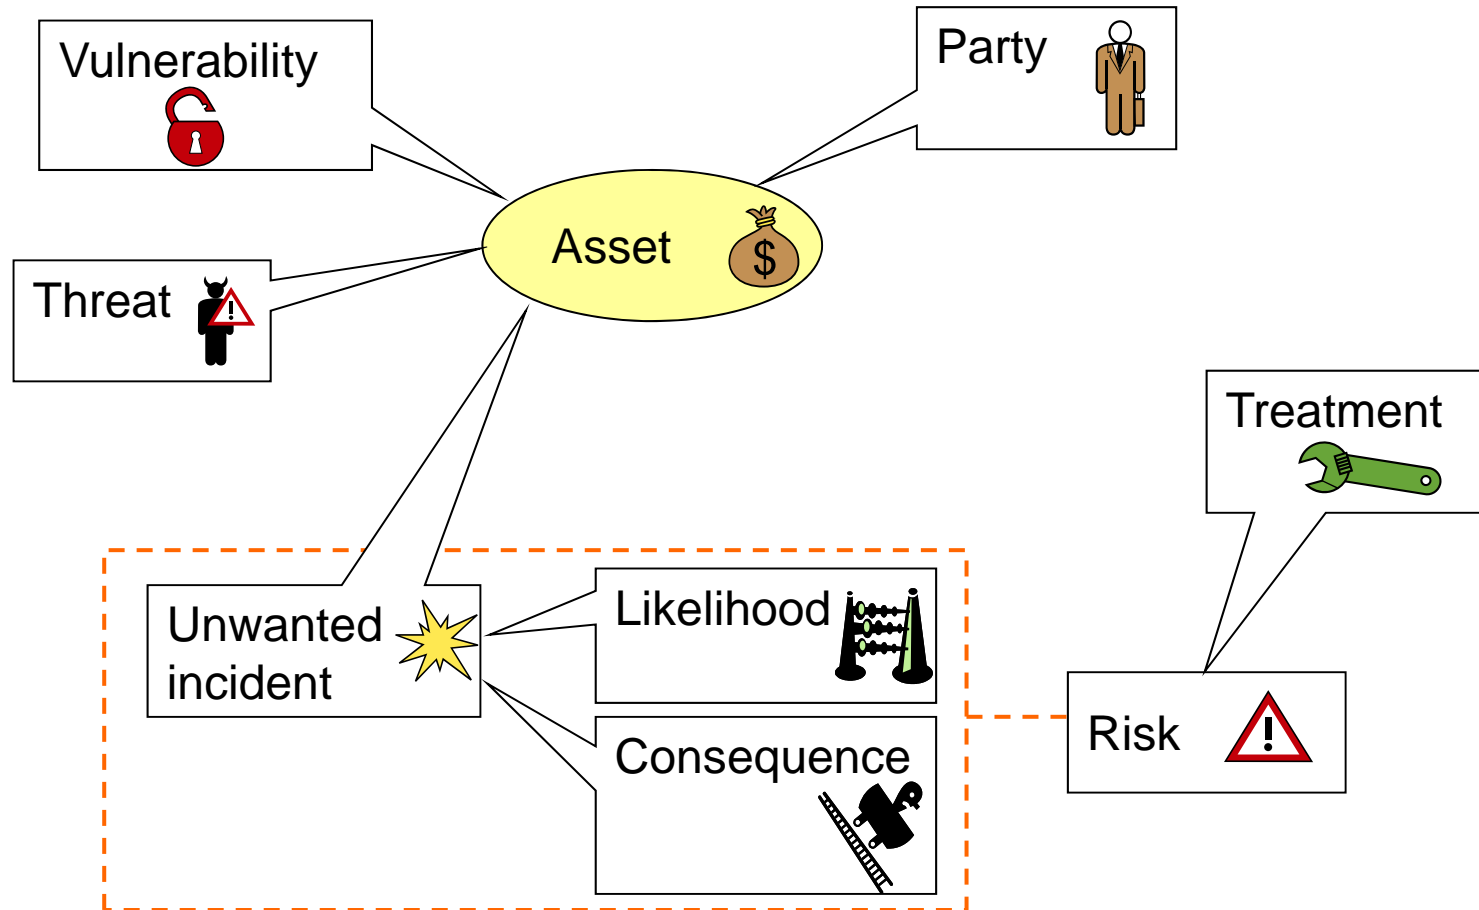 Vulnerability
Party
Asset
$
Threat
!
Treatment
Unwanted
incident
Likelihood
Consequence
Risk
!